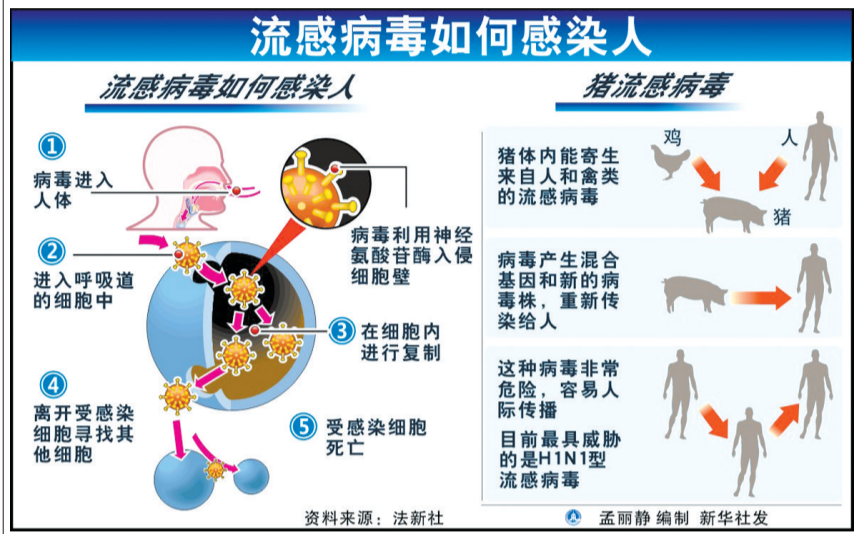 流感病毒如何感染人
流感病毒如何感染人
①
病毒进入
人体
②
进入呼吸道
的细胞中
病毒利用神经
氨酸苷酶入侵
细胞壁
③
在细胞内
进行复制
④
离开受感染
细胞寻找其
他细胞
⑤
受感染细胞
死亡
资料来源：法新社
猪流感病毒
猪体内能寄生
来自人和禽类
的流感病毒
鸡
人
猪
病毒产生混合
基因和新的病
毒株，重新传
染给人
这种病毒非常
危险，容易人
际传播
目前最具威胁
的是H1N1型
流感病毒
孟丽静 编制 新华社发